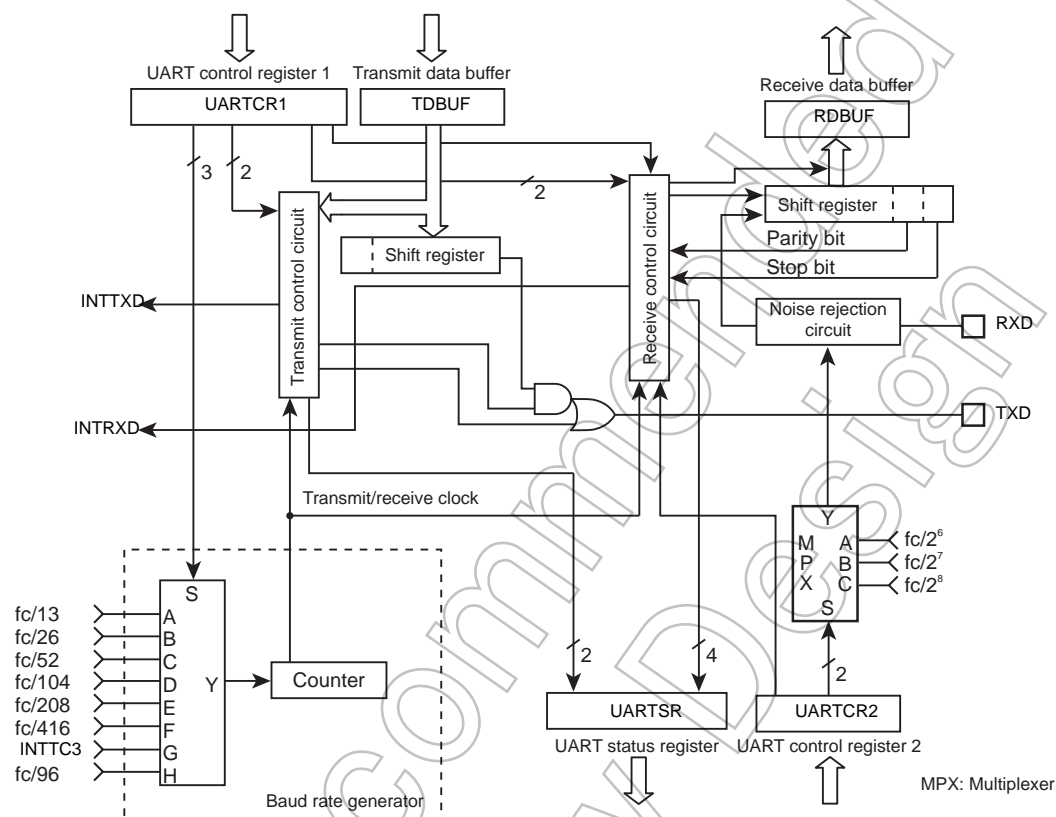 UART control register 1
Transmit data buffer
Receive data buffer
UARTCR1
TDBUF
RDBUF
3
2
2
Transmit control circuit
Receive control circuit
Shift register
Shift register
Parity bit
Stop bit
INTTXD
Noise rejection
circuit
RXD
INTRXD
TXD
Transmit/receive clock
Y
M P X
A
B
C
S
fc/2⁶
fc/2⁷
fc/2⁸
S
fc/13
A
fc/26
B
fc/52
C
fc/104
D
Y
Counter
fc/208
E
fc/416
F
INTTC3
G
fc/96
H
2
4
2
UARTSR
UARTCR2
UART status register
UART control register 2
Baud rate generator
MPX: Multiplexer
commended
Design
w